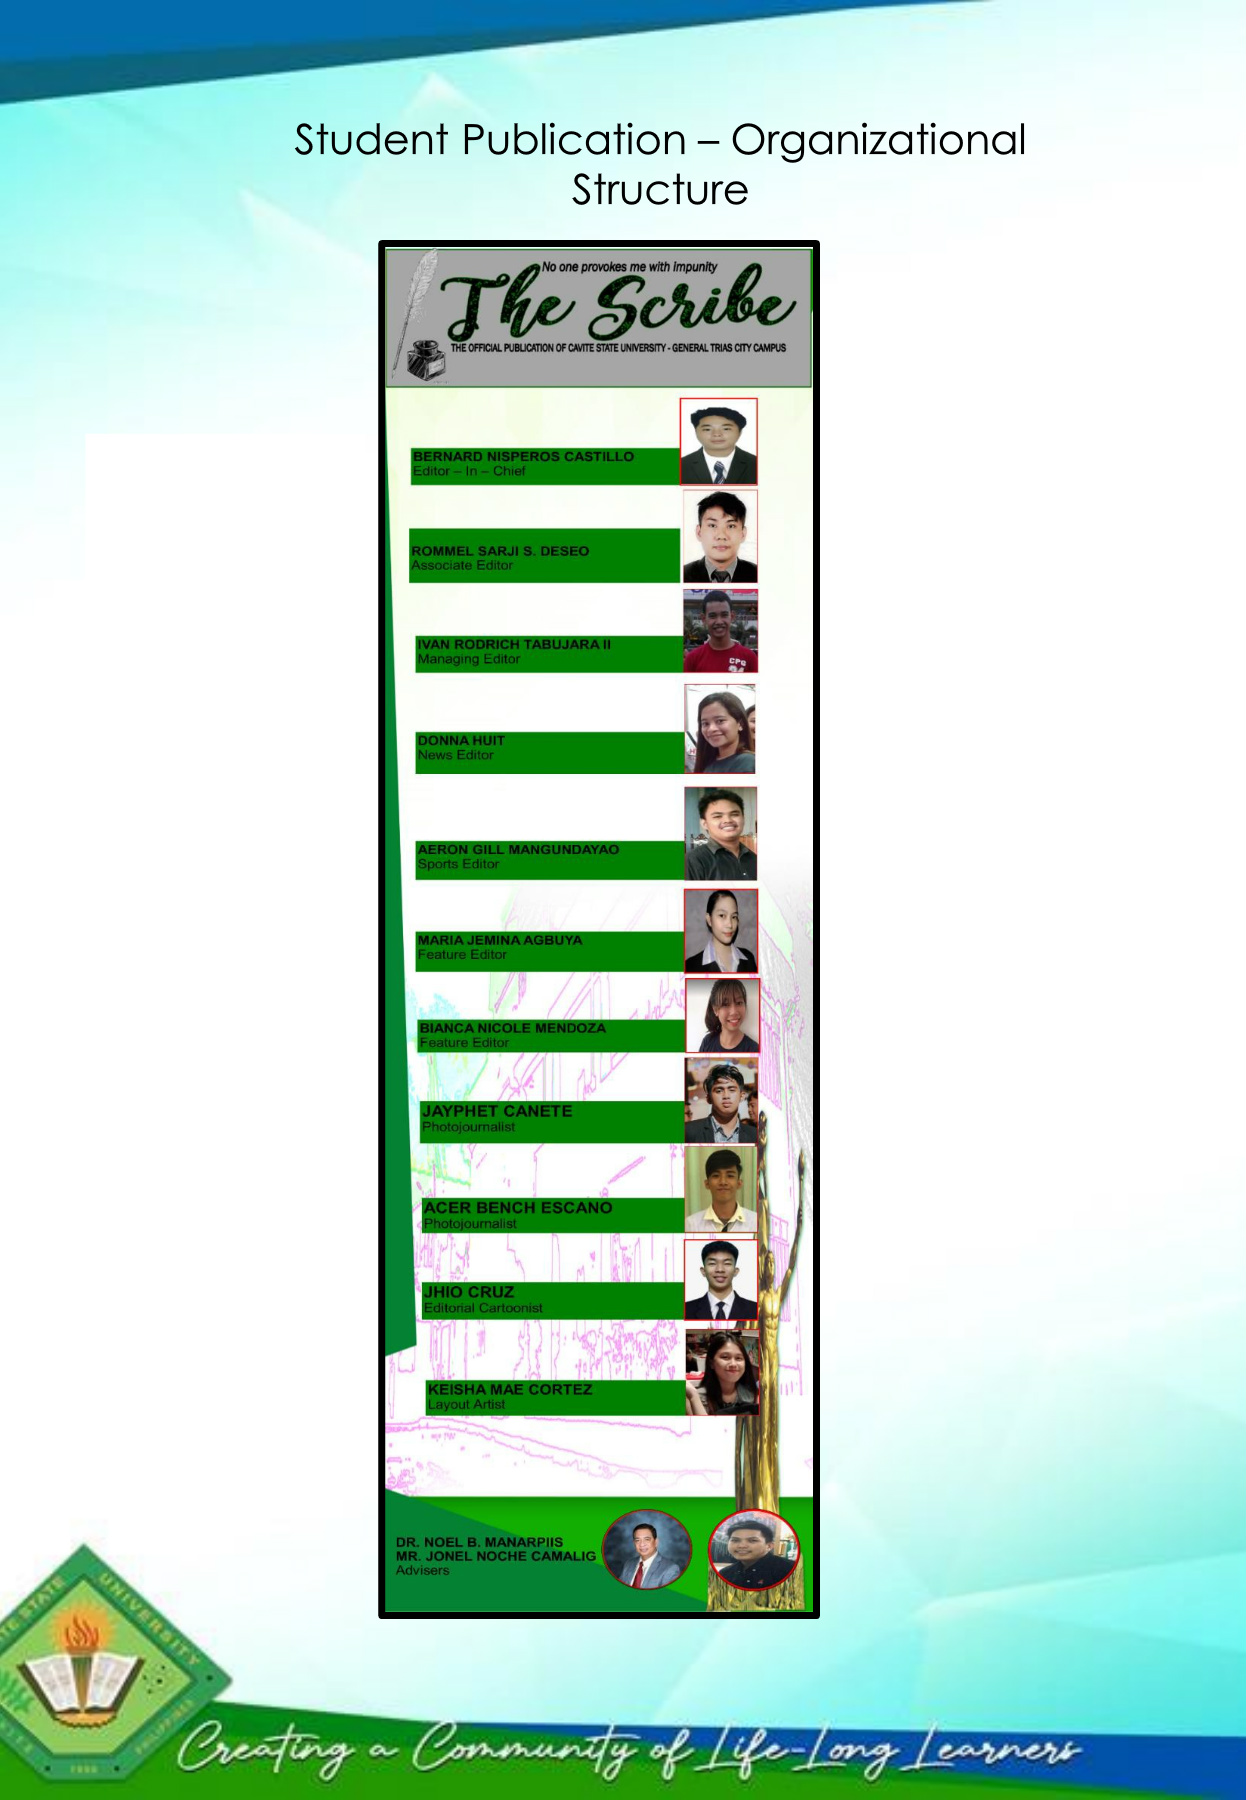 Student Publication – Organizational
Structure
No one provokes me with impunity
The Scribe
THE OFFICIAL PUBLICATION OF CAVITE STATE UNIVERSITY - GENERAL TRIAS CITY CAMPUS
BERNARD NISPEROS CASTILLO
Editor – In – Chief
ROMMEL SARJI S. DESEO
Associate Editor
IVAN RODRICH TABUJARA II
Managing Editor
DONNA HUIT
News Editor
AERON GILL MANGUNDAYAO
Sports Editor
MARIA JEMINA AGBUYA
Feature Editor
BIANCA NICOLE MENDOZA
Feature Editor
JAYPHET CANETE
Photojournalist
ACER BENCH ESCANO
Photojournalist
JHIO CRUZ
Editorial Cartoonist
KEISHA MAE CORTEZ
Layout Artist
DR. NOEL B. MANARPIIS
MR. JONEL NOCHE CAMALIG
Advisers
STATE UNIVERSITY
PHILIPPINES
Creating a Community of Life-Long Learners